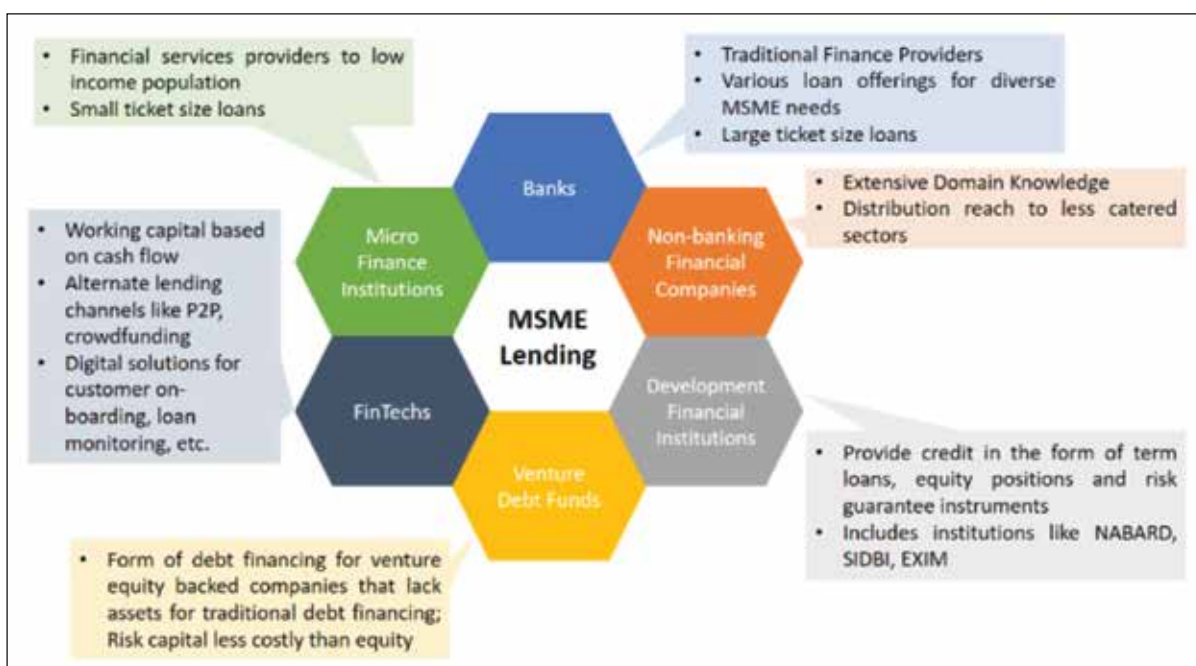 • Financial services providers to low
income population
• Small ticket size loans
• Traditional Finance Providers
• Various loan offerings for diverse
MSME needs
• Large ticket size loans
Banks
• Extensive Domain Knowledge
• Distribution reach to less catered
sectors
Micro
Finance
Institutions
Non-banking
Financial
Companies
• Working capital based
on cash flow
• Alternate lending
channels like P2P,
crowdfunding
• Digital solutions for
customer on-
boarding, loan
monitoring, etc.
MSME
Lending
FinTechs
Development
Financial
Institutions
Venture
Debt Funds
• Provide credit in the form of term
loans, equity positions and risk
guarantee instruments
• Includes institutions like NABARD,
SIDBI, EXIM
• Form of debt financing for venture
equity backed companies that lack
assets for traditional debt financing;
Risk capital less costly than equity